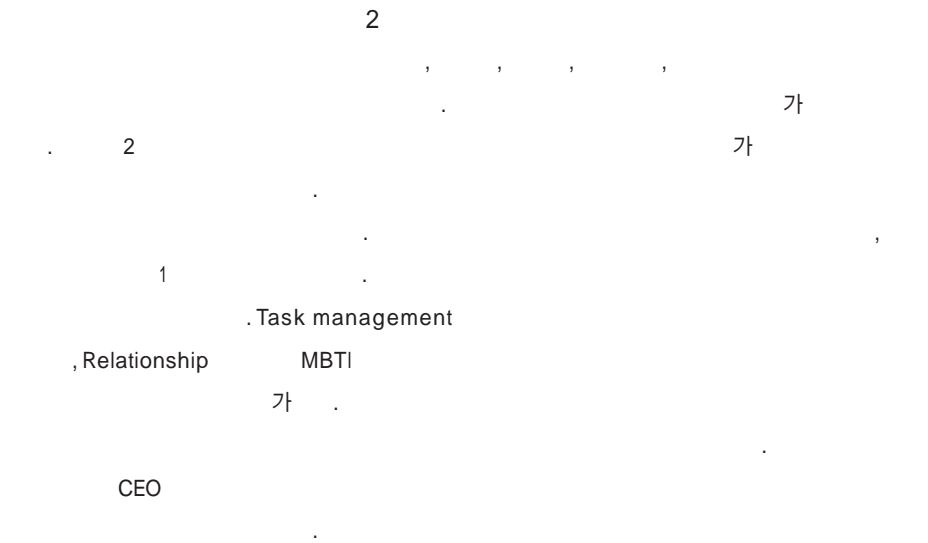 2
, , , ,
. 가
. 2 가
.
. ,
1 .
. Task management
, Relationship MBTI
가 .
.
CEO
.